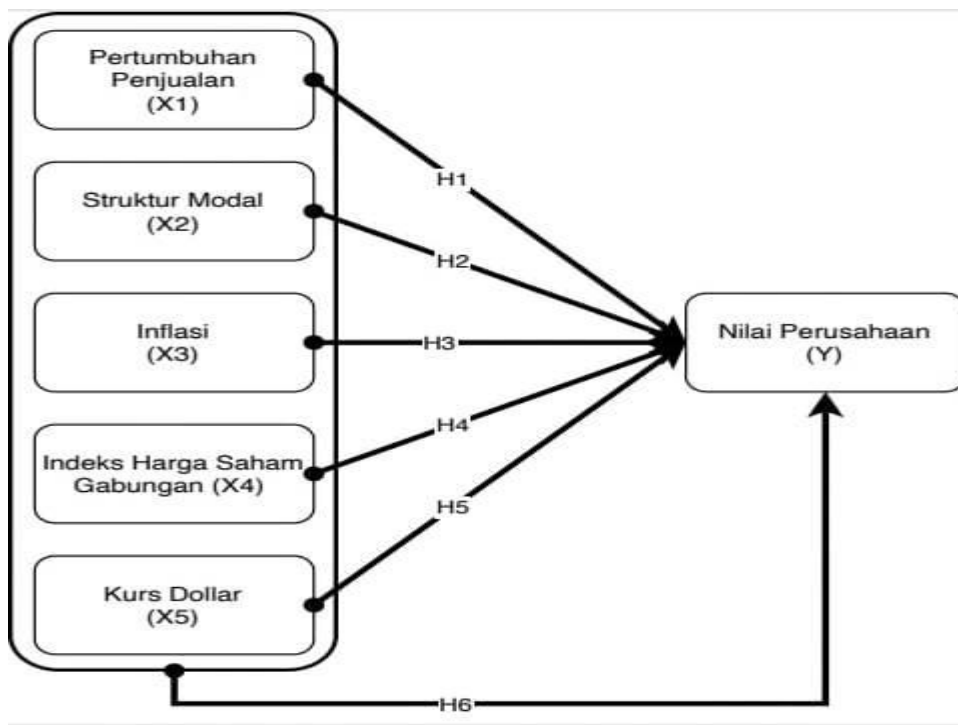 Pertumbuhan
Penjualan
(X1)
H1
Struktur Modal
(X2)
H2
Inflasi
(X3)
H3
Nilai Perusahaan
(Y)
Indeks Harga Saham
Gabungan (X4)
H4
H5
Kurs Dollar
(X5)
H6